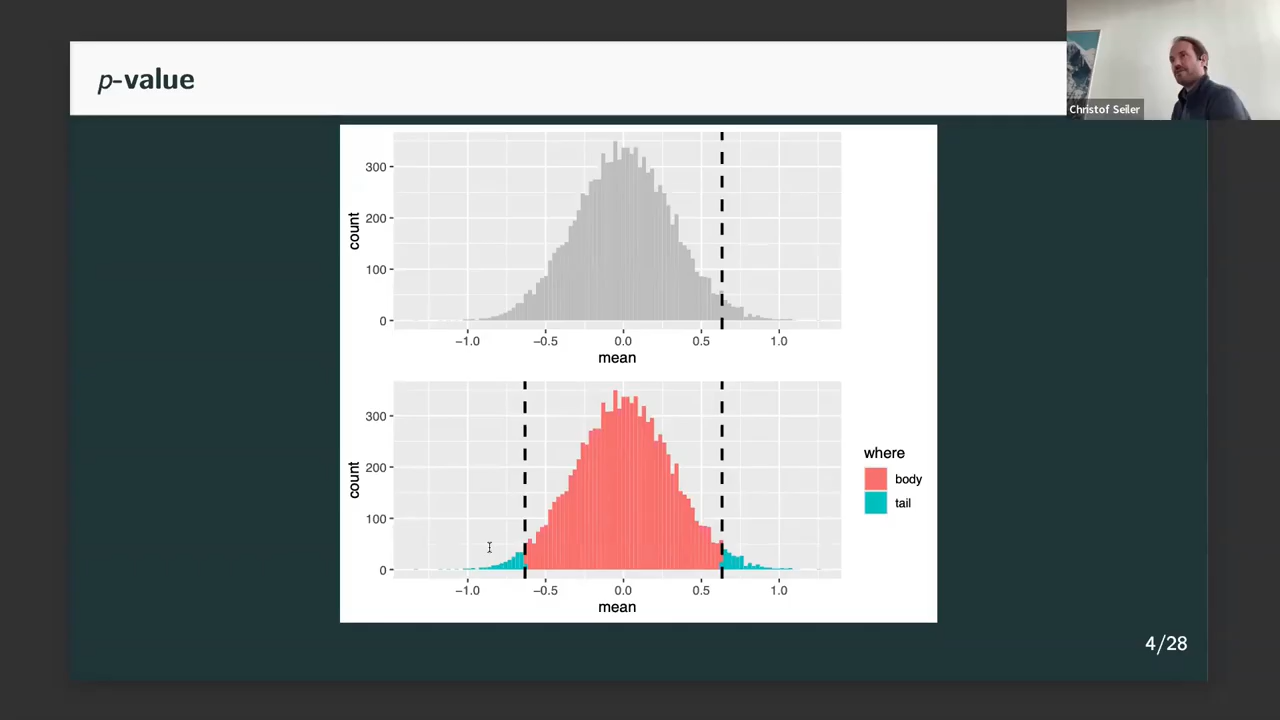 p-value
Christof Seiler
300
200
100
0
count
−1.0 −0.5 0.0 0.5 1.0
mean
300
200
100
0
count
−1.0 −0.5 0.0 0.5 1.0
mean
where
body
tail
4/28